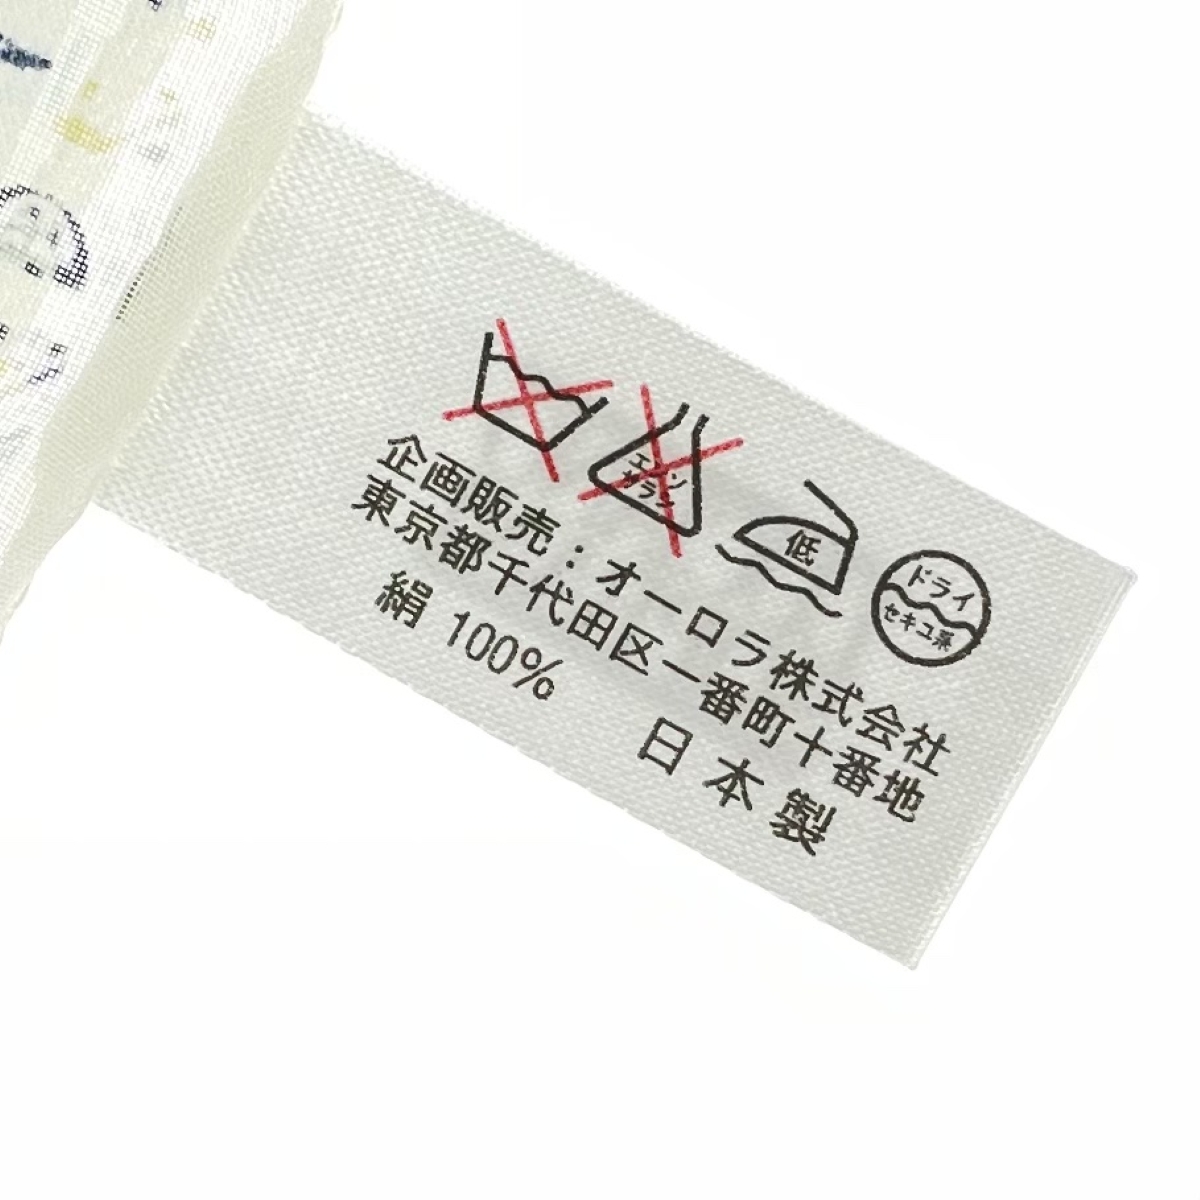 エンソ
サラシ
低
ドライ
セキユ系
企画販売：オーロラ株式会社
東京都千代田区一番町十番地
絹 100%
日本製